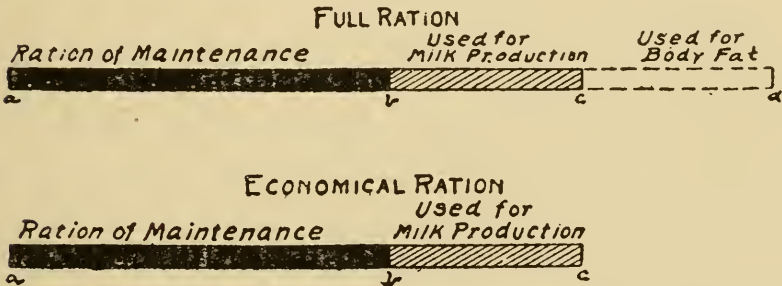 FULL RATION
Ration of Maintenance
Used for
Milk Production
Used for
Body Fat
a b c d
ECONOMICAL RATION
Ration of Maintenance
Used for
Milk Production
a b c